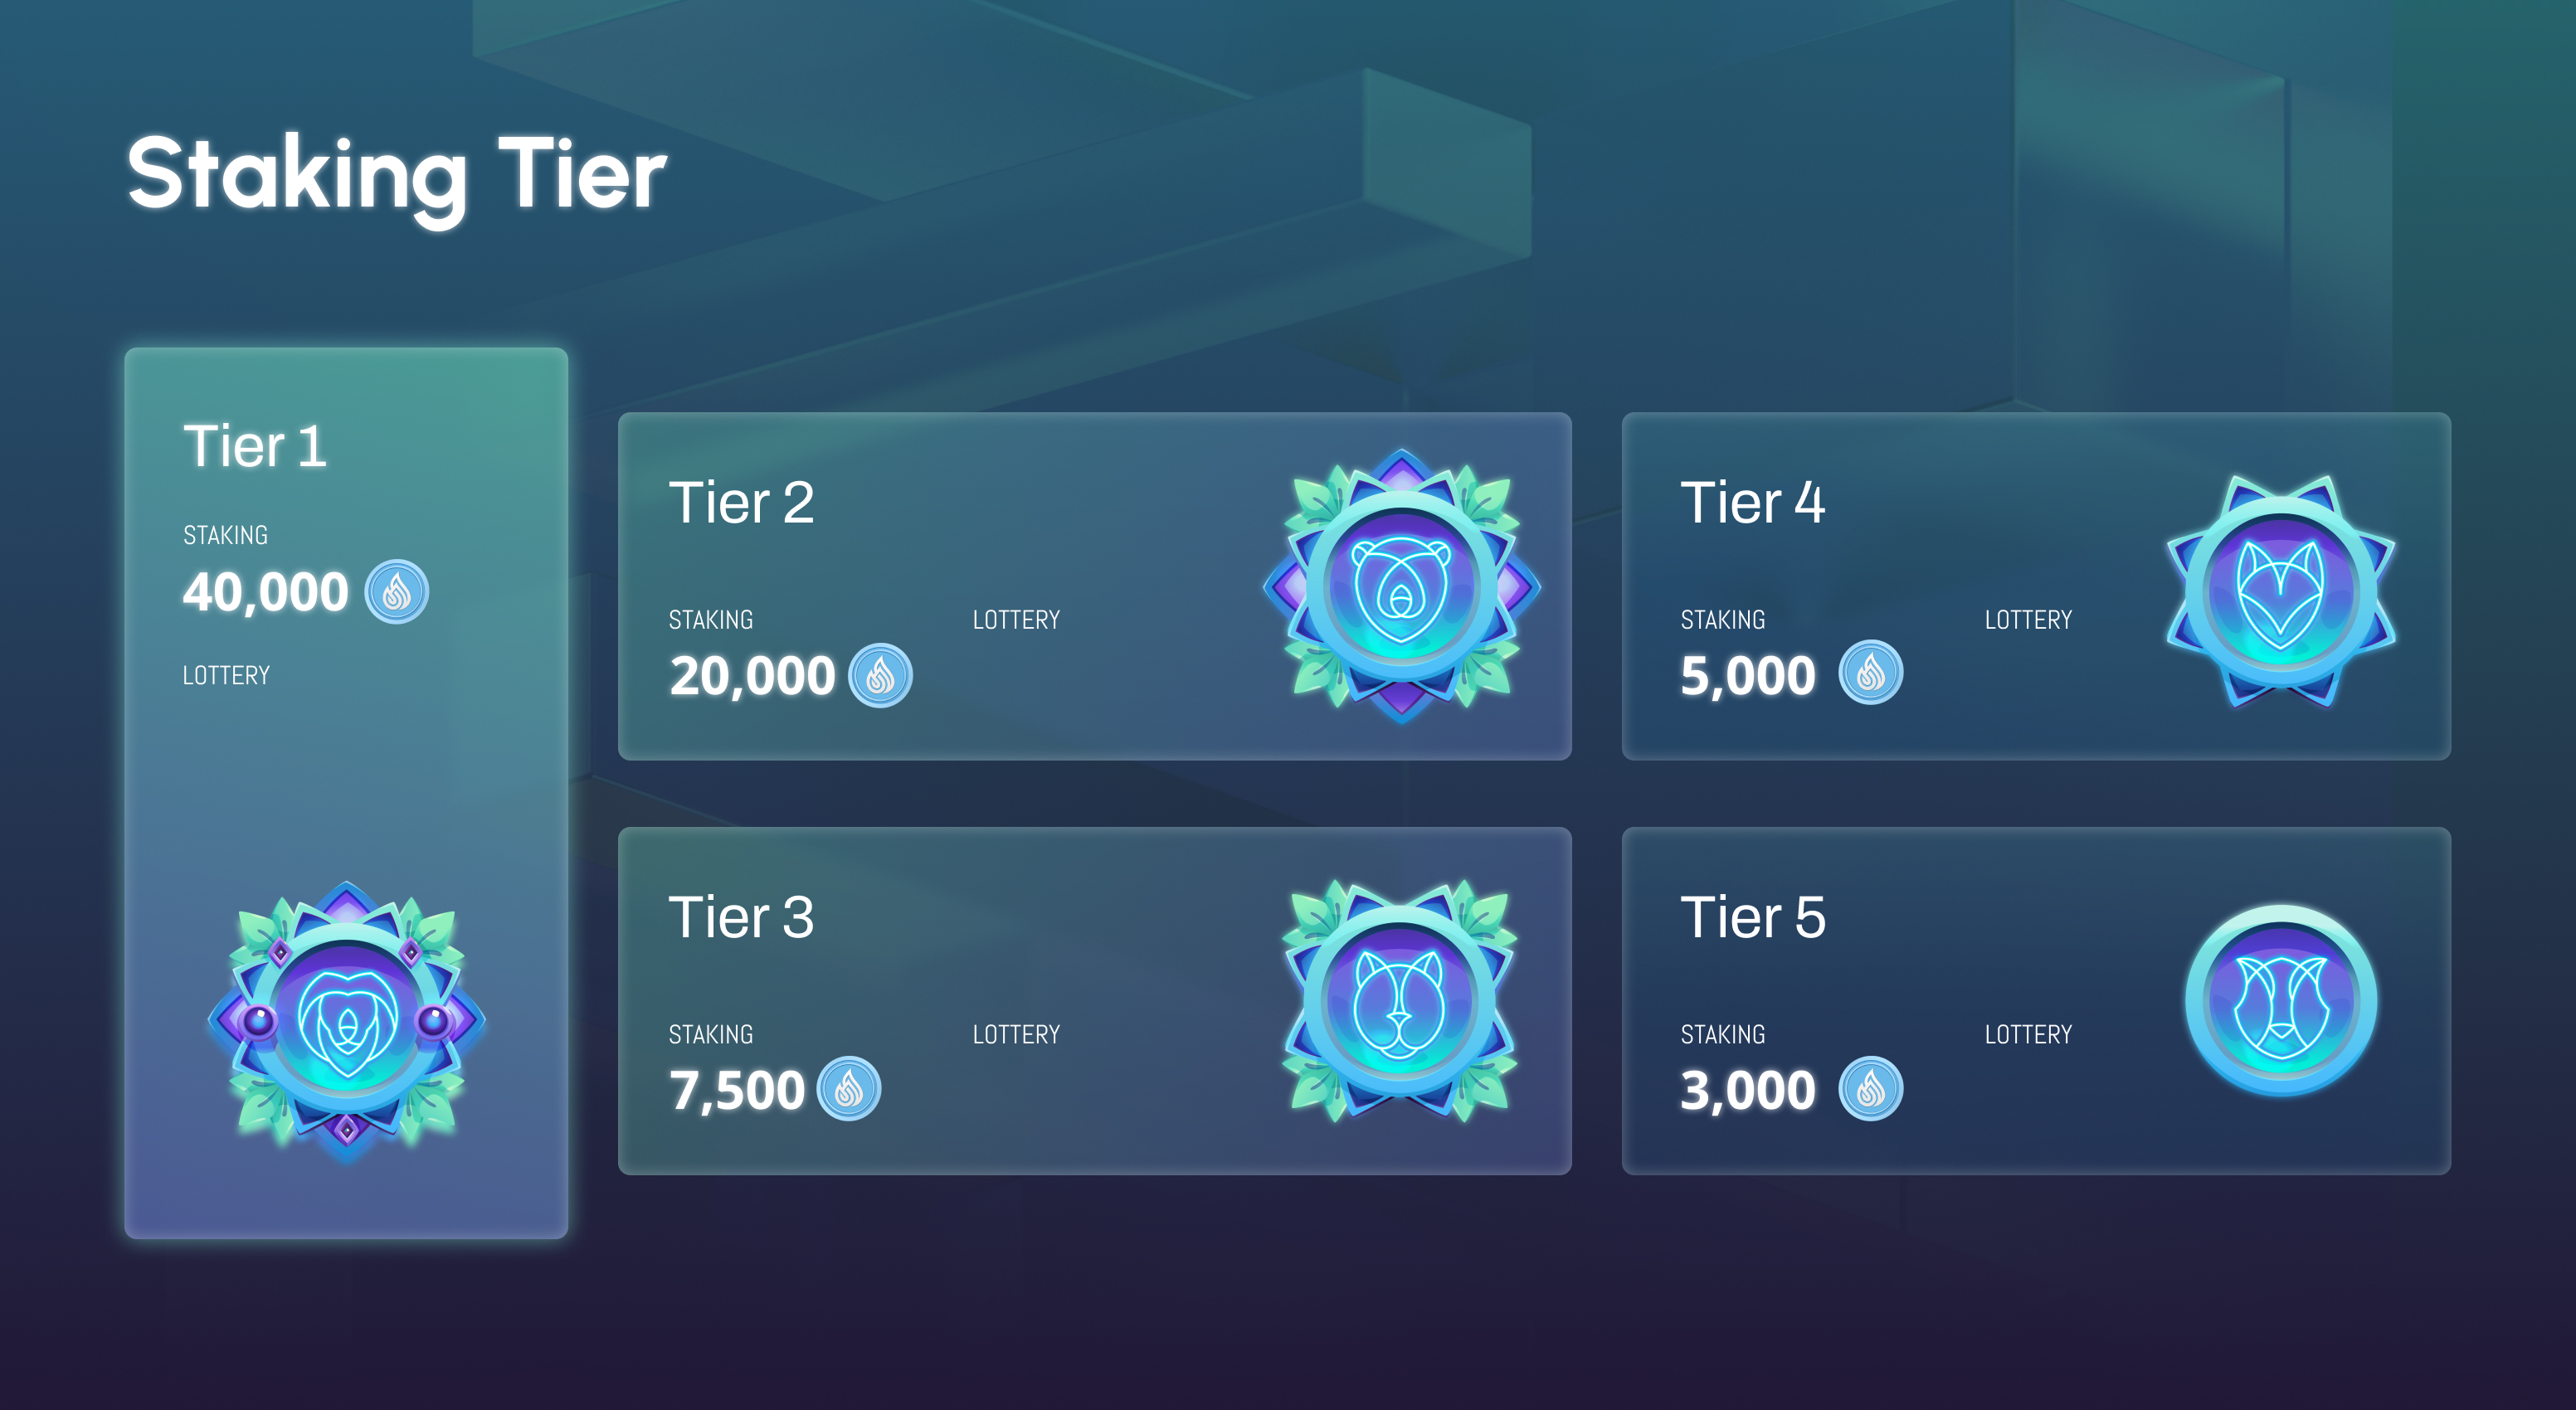 Staking Tier
Tier 1
STAKING
40,000
LOTTERY
Tier 2
STAKING
LOTTERY
20,000
Tier 3
STAKING
LOTTERY
7,500
Tier 4
STAKING
LOTTERY
5,000
Tier 5
STAKING
LOTTERY
3,000